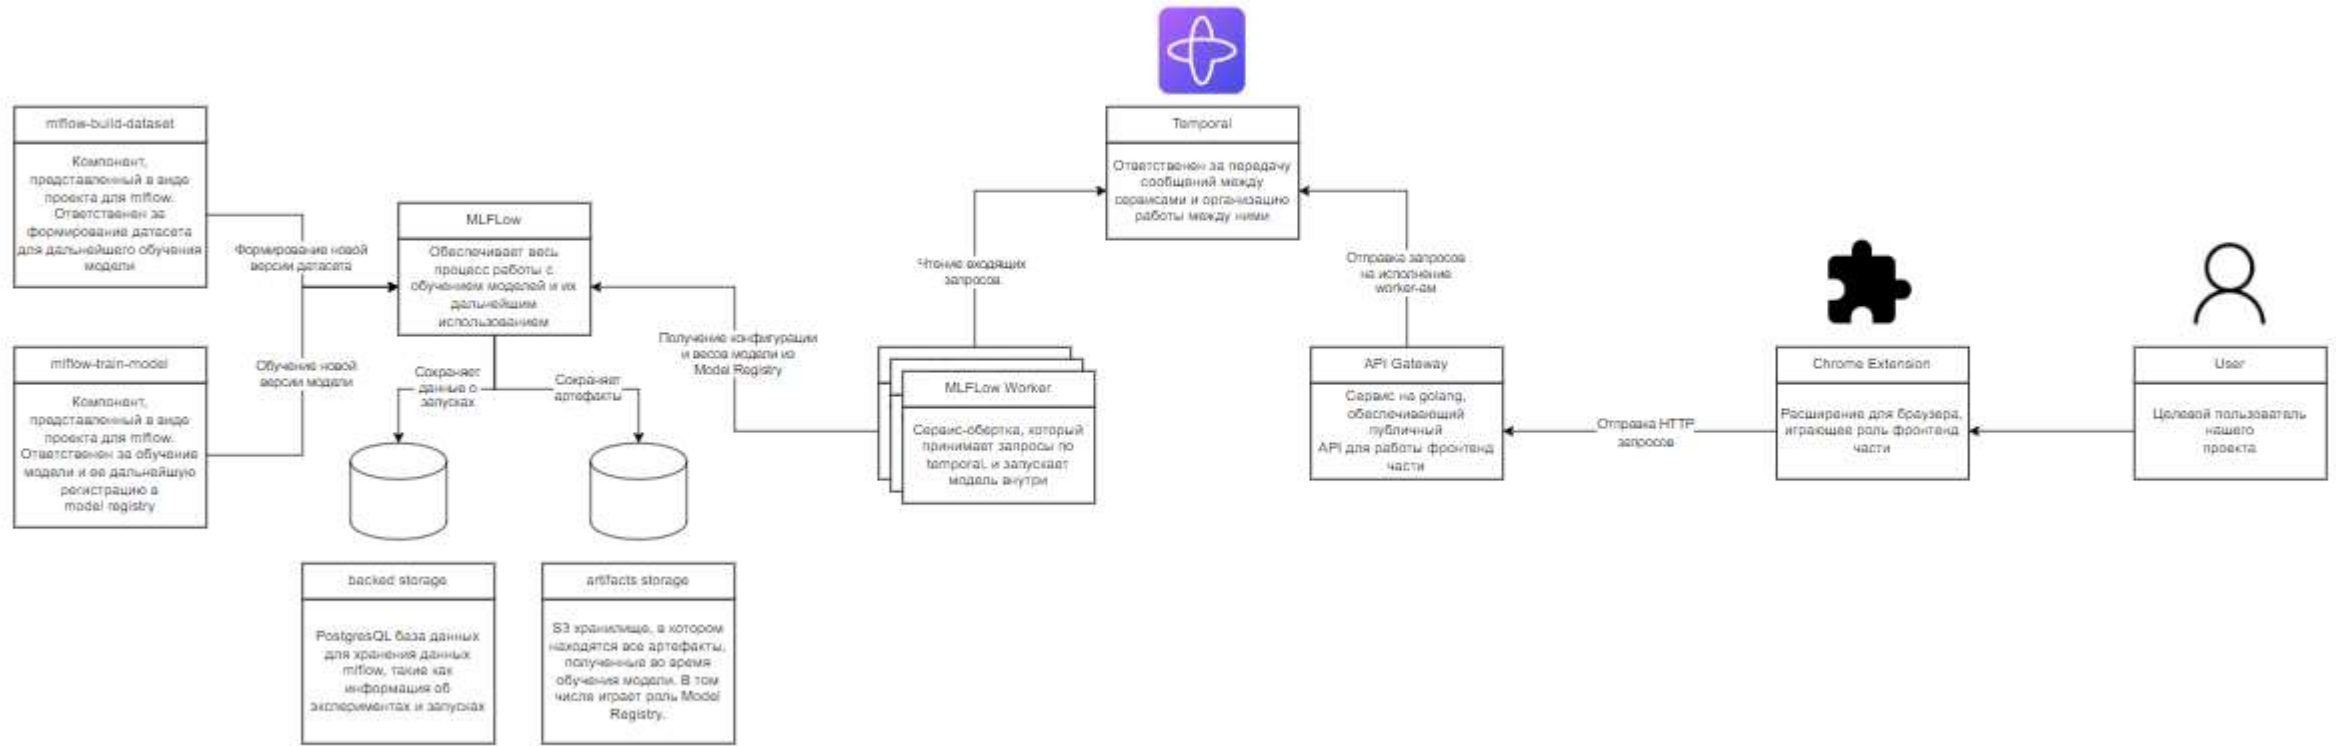 mlflow-build-dataset
Компонент,
представленный в виде
проекта для mlflow.
Ответственен за
формирование датасета
для дальнейшего обучения
модели
mlflow-train-model
Компонент,
представленный в виде
проекта для mlflow.
Ответственен за обучение
модели и ее дальнейшую
регистрацию в
model registry
Формирование новой
версии датасета
Обучение новой
версии модели
MLFLow
Обеспечивает весь
процесс работы с
обучением моделей и их
дальнейшим
использованием
Сохраняет
данные о
запусках
Сохраняет
артефакты
backed storage
PostgresQL база данных
для хранения данных
mlflow, такие как
информация об
экспериментах и запусках
artifacts storage
S3 хранилище, в котором
находятся все артефакты,
полученные во время
обучения модели. В том
числе играет роль Model
Registry.
Получение конфигурации
и весов модели из
Model Registry
MLFLow Worker
Сервис-обертка, который
принимает запросы по
temporal и запускает
модель внутри
Чтение входящих
запросов
Temporal
Ответственен за передачу
сообщений между
сервисами и организацию
работы между ними
Отправка запросов
на исполнение
worker-ам
API Gateway
Сервис на golang,
обеспечивающий
публичный
API для работы фронтенд
части
Отправка HTTP
запросов
Chrome Extension
Расширение для браузера,
играющее роль фронтенд
части
User
Целевой пользователь
нашего
проекта